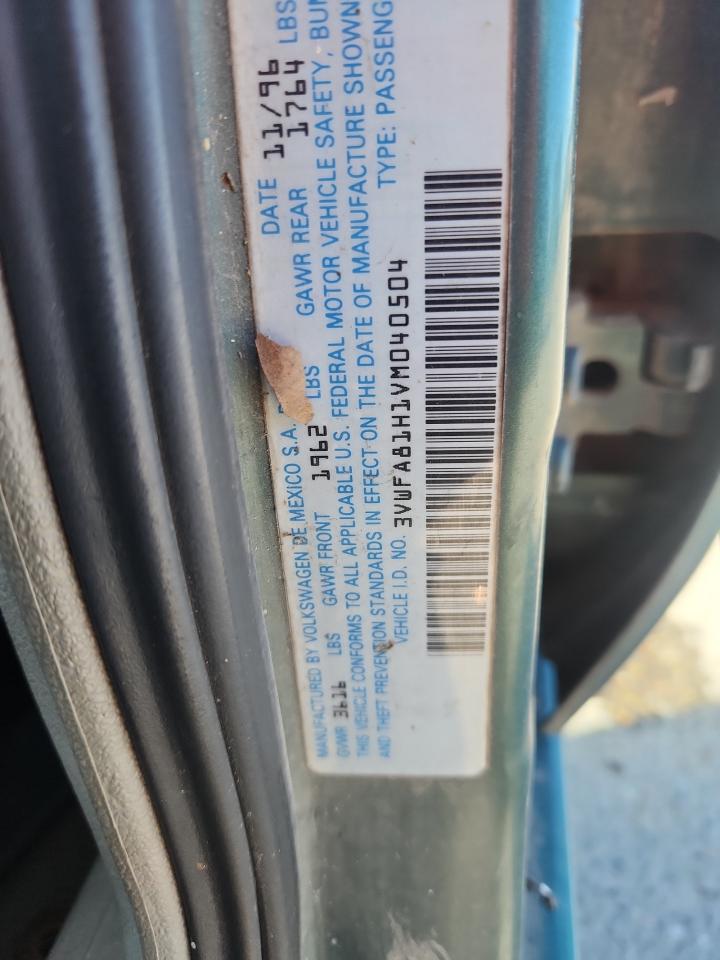 MANUFACTURED BY VOLKSWAGEN DE MEXICO S.A. DATE 11/96
GVWR 3616 LBS GAWR FRONT 1962 LBS GAWR REAR 1764 LBS
THIS VEHICLE CONFORMS TO ALL APPLICABLE U.S. FEDERAL MOTOR VEHICLE SAFETY,
AND THEFT PREVENTION STANDARDS IN EFFECT ON THE DATE OF MANUFACTURE SHOWN
VEHICLE I.D. NO. 3VWFA81H1VM040504 TYPE: